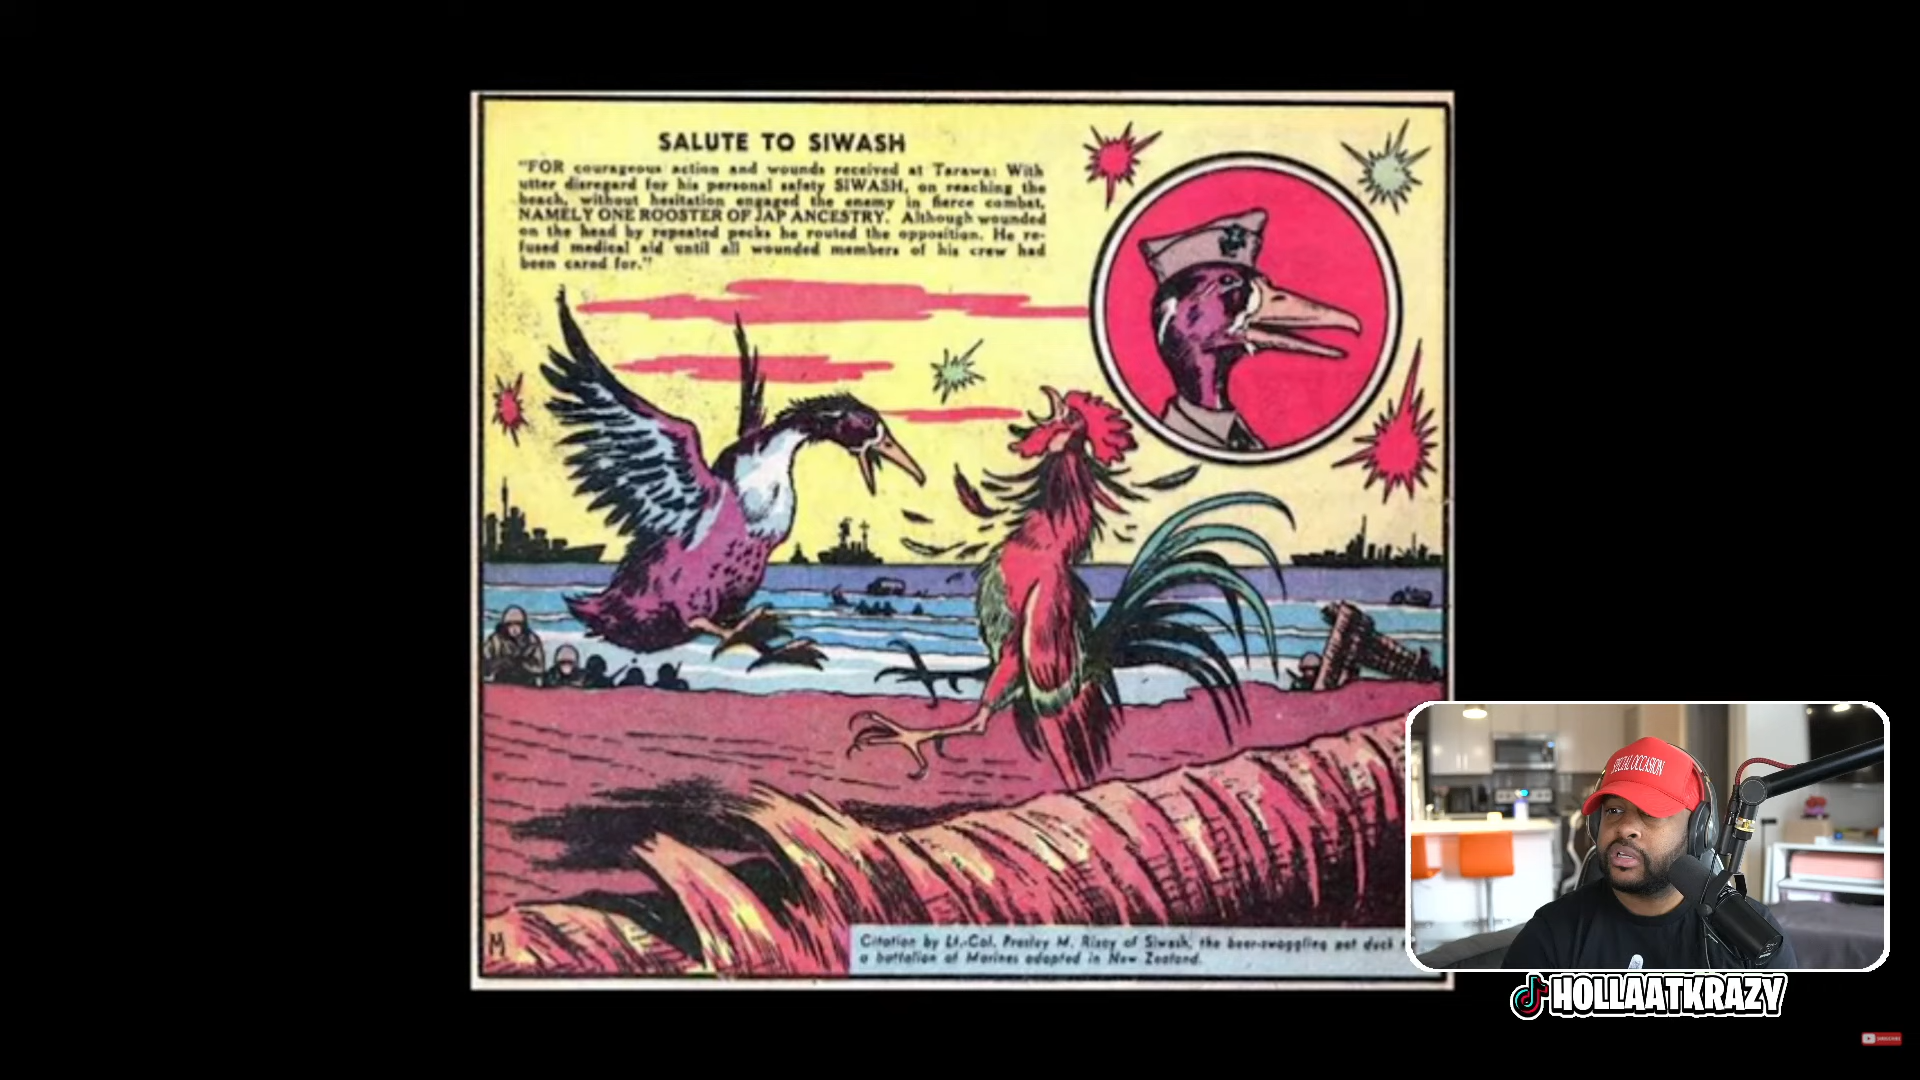 SALUTE TO SIWASH
"FOR courageous action and wounds received at Tarawa: With
utter disregard for his personal safety SIWASH, on reaching the
beach, without hesitation engaged the enemy in fierce combat,
NAMELY ONE ROOSTER OF JAP ANCESTRY. Although wounded
on the head by repeated pecks he routed the opposition. He re-
fused medical aid until all wounded members of his crew had
been cared for."
M
Citation by Lt.-Col. Presley M. Rixey of Siwash, the beer-swaggling pet duck
a battalion of Marines adopted in New Zealand.
SPECIAL OCCASION
HOLLAATKRAZY
SUBSCRIBE